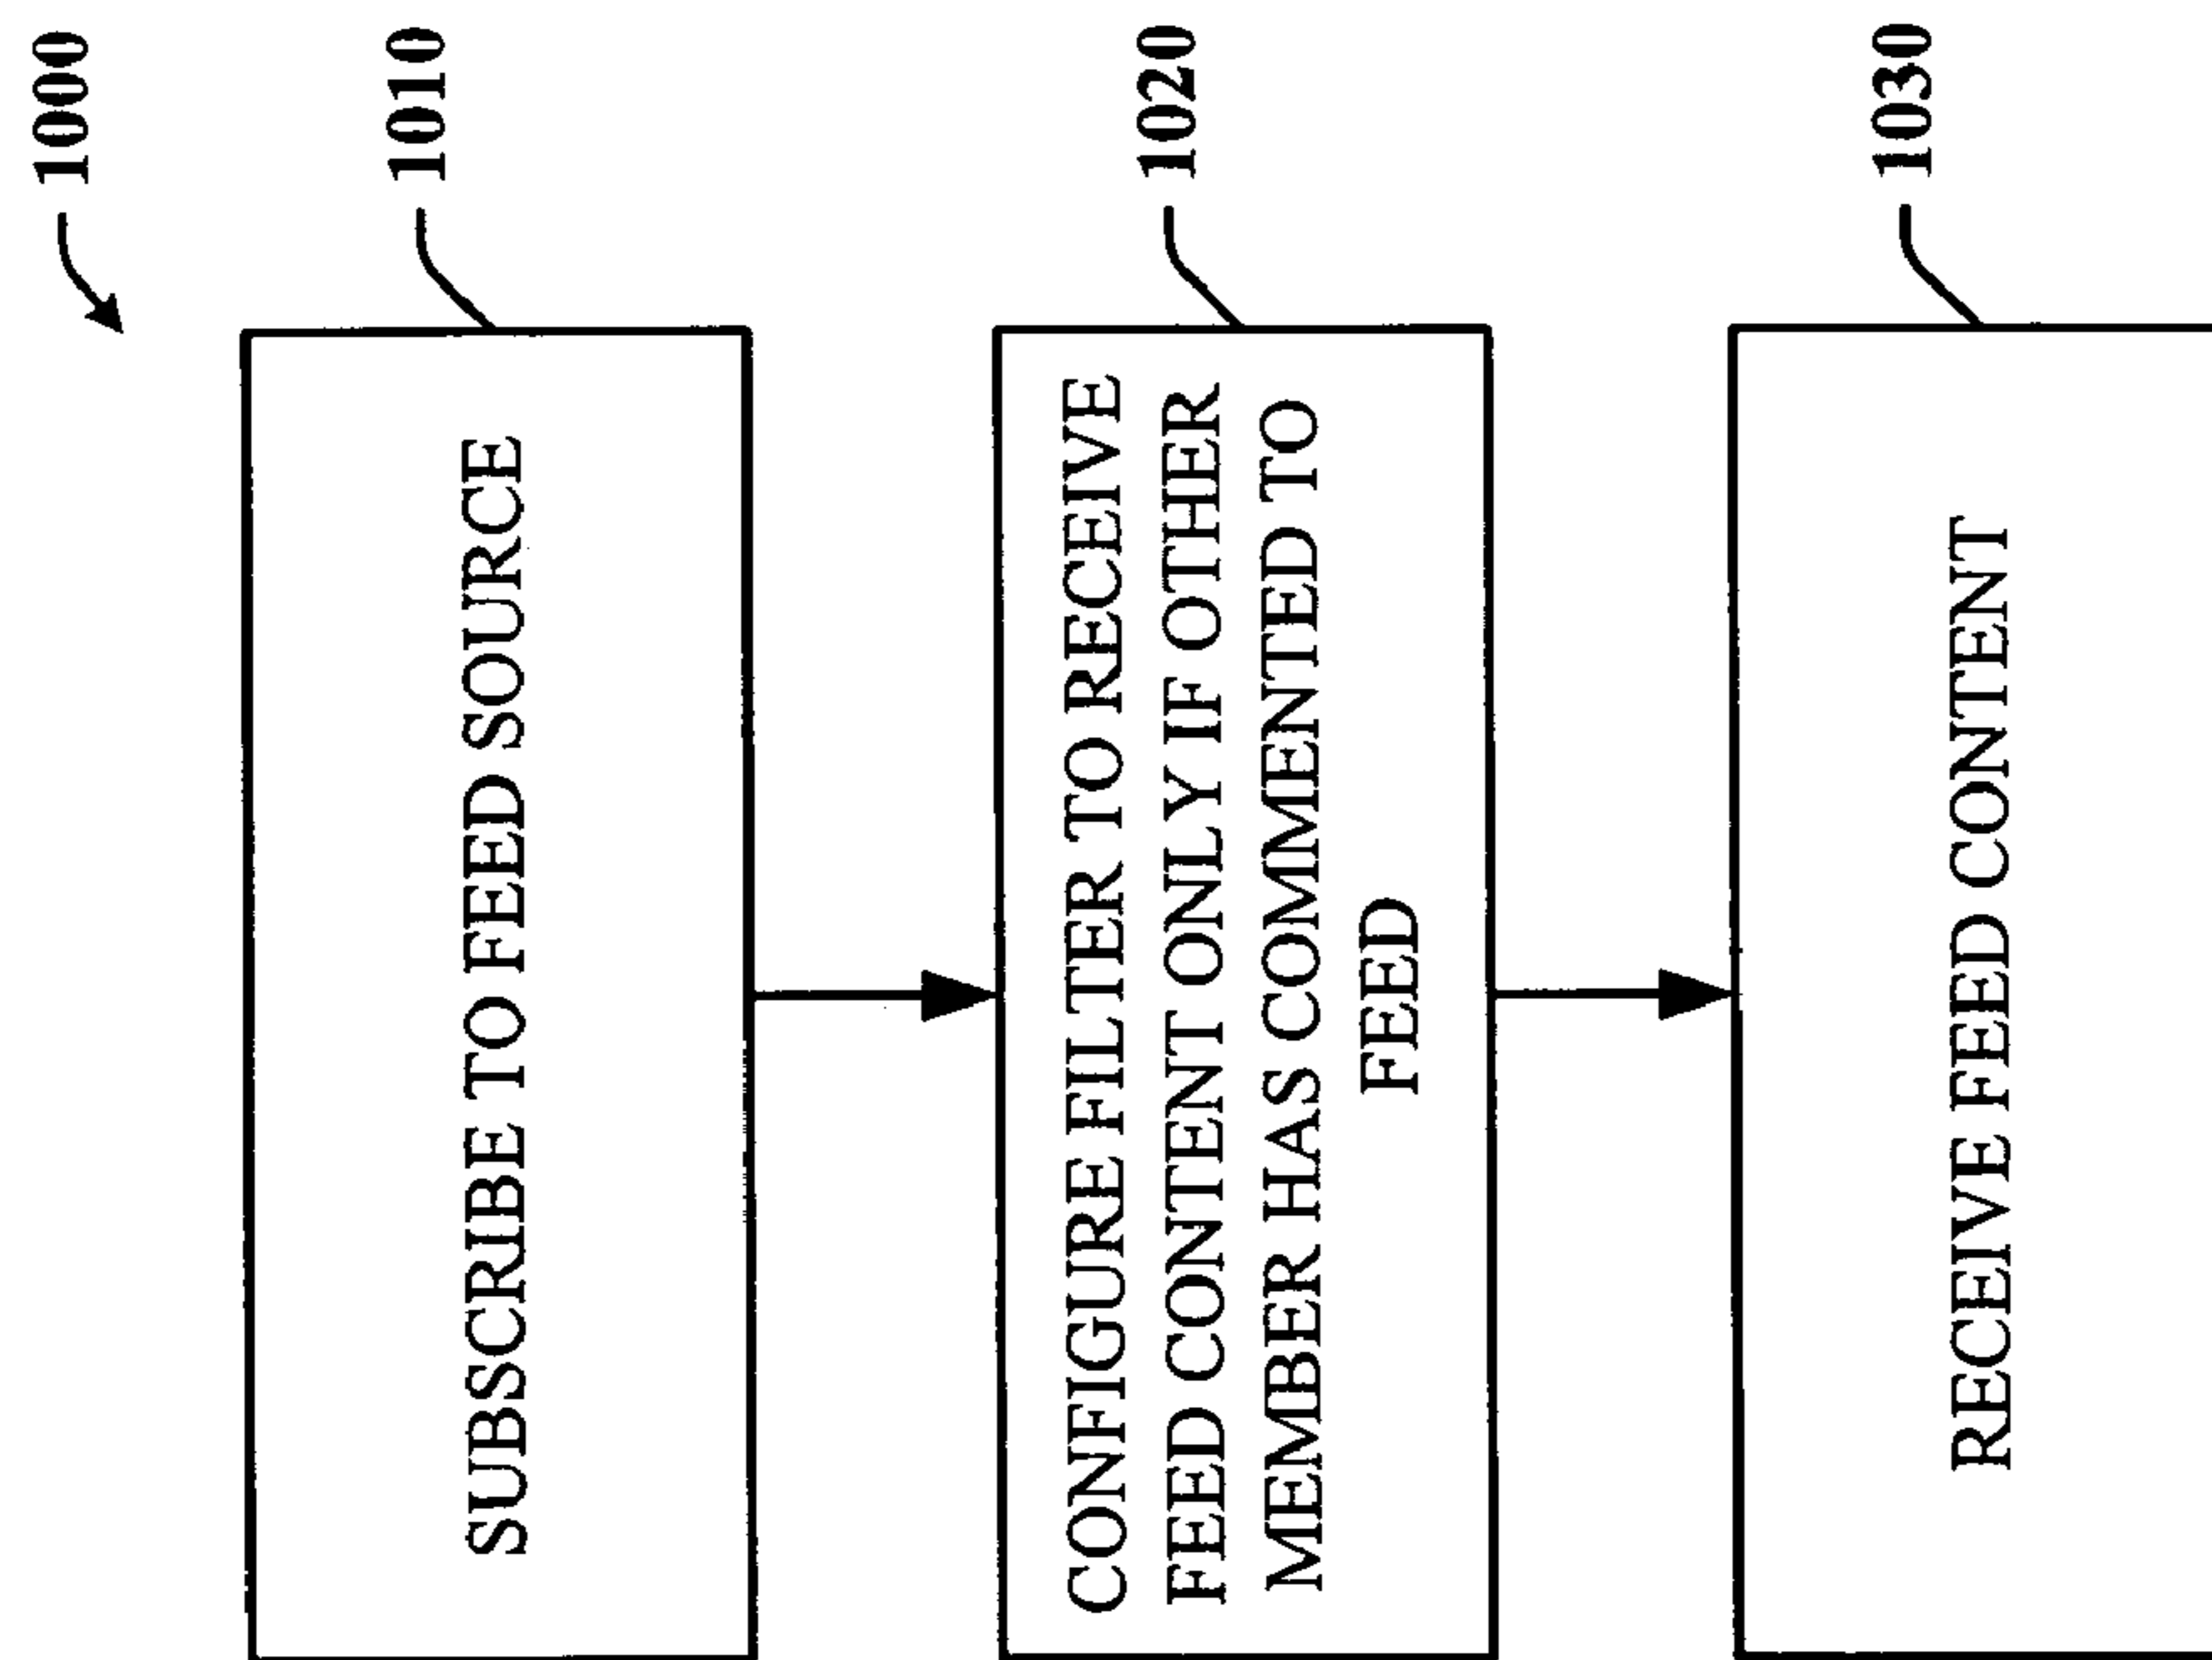 1000
1010
SUBSCRIBE TO FEED SOURCE
1020
CONFIGURE FILTER TO RECEIVE
FEED CONTENT ONLY IF OTHER
MEMBER HAS COMMENTED TO
FEED
1030
RECEIVE FEED CONTENT